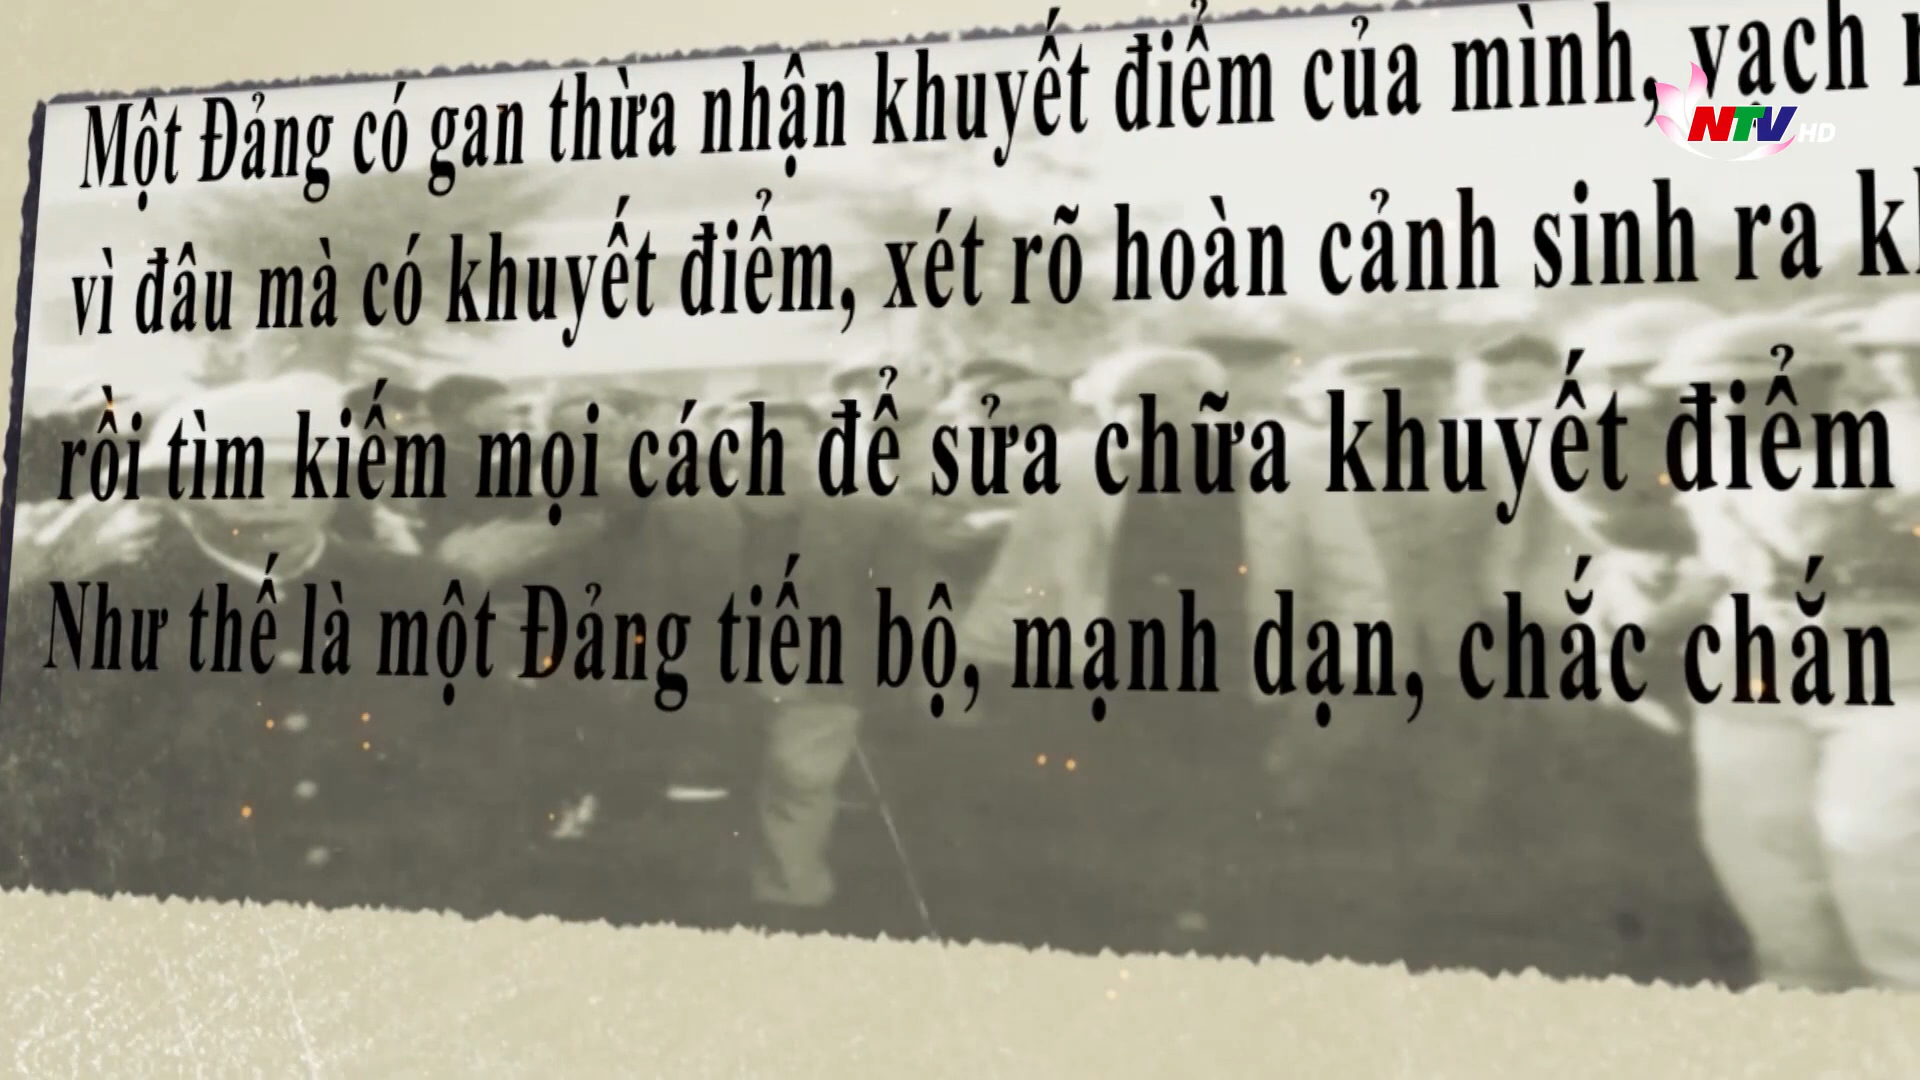 Một Đảng có gan thừa nhận khuyết điểm của mình, vạch
vì đâu mà có khuyết điểm, xét rõ hoàn cảnh sinh ra
rồi tìm kiếm mọi cách để sửa chữa khuyết điểm
Như thế là một Đảng tiến bộ, mạnh dạn, chắc chắn
NTV HD